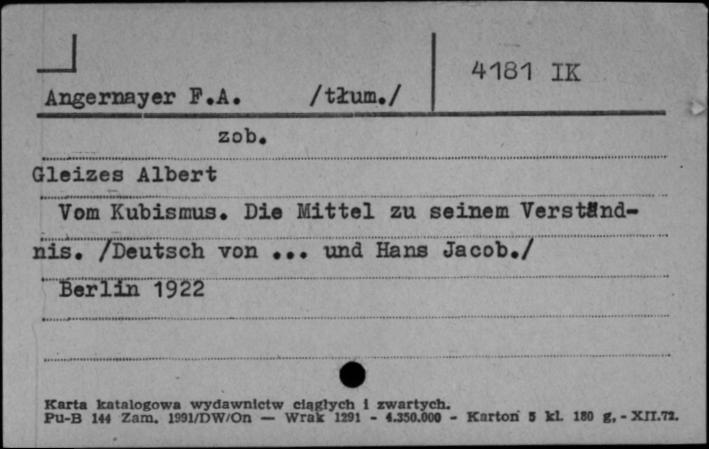 4181 IK
Angernayer F.A. /tłum./
zob.
Gleizes Albert
Vom Kubismus. Die Mittel zu seinem Verständ-
nis. /Deutsch von ... und Hans Jacob./
Berlin 1922
Karta katalogowa wydawnictw ciągłych i zwartych.
Pu-B 144 Zam. 1991/DW/On — Wrak 1291 - 4.350.000 - Karton 5 kl. 180 g. - XII.72.